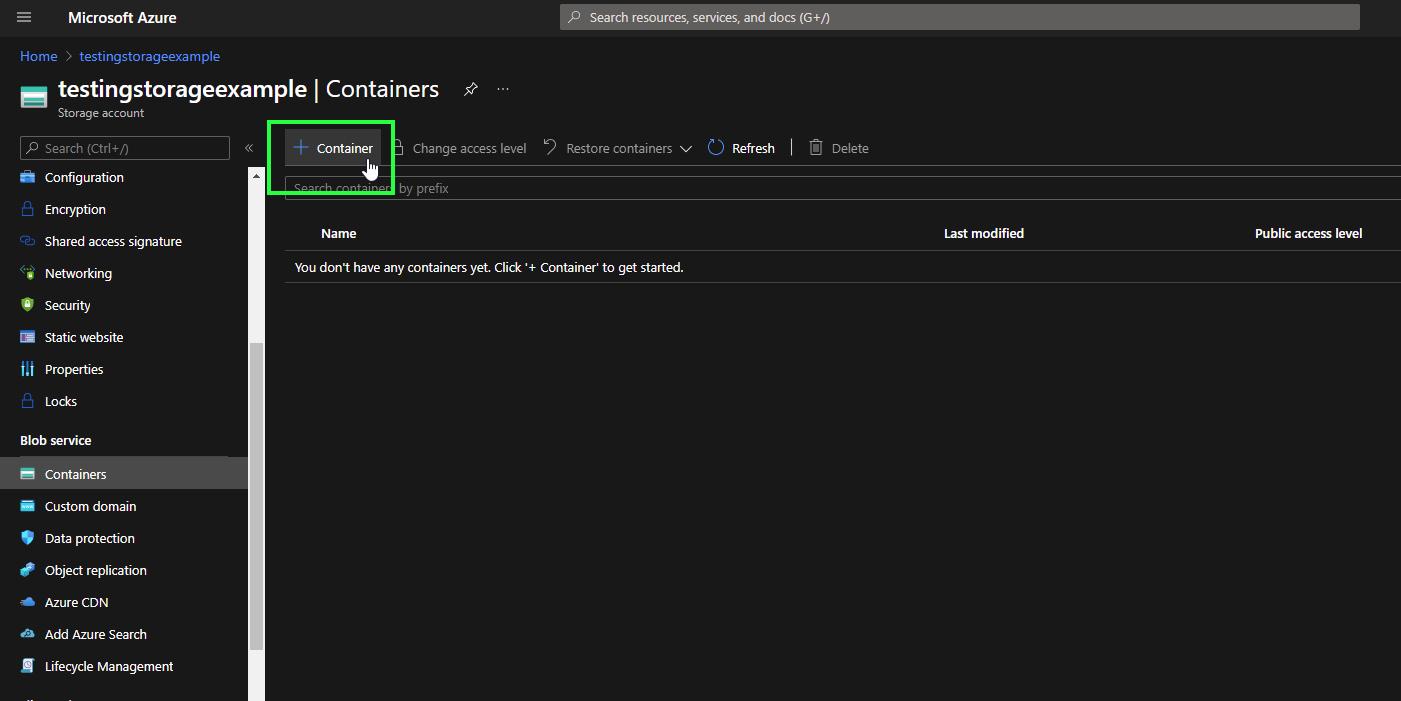 Microsoft Azure
Search resources, services, and docs (G+/)
Home > testingstorageexample
testingstorageexample | Containers
Storage account
Search (Ctrl+/)
Container
Change access level
Restore containers
Refresh
Delete
Search containers by prefix
Configuration
Encryption
Shared access signature
Networking
Security
Static website
Properties
Locks
Blob service
Containers
Custom domain
Data protection
Object replication
Azure CDN
Add Azure Search
Lifecycle Management
Name
Last modified
Public access level
You don't have any containers yet. Click '+ Container' to get started.